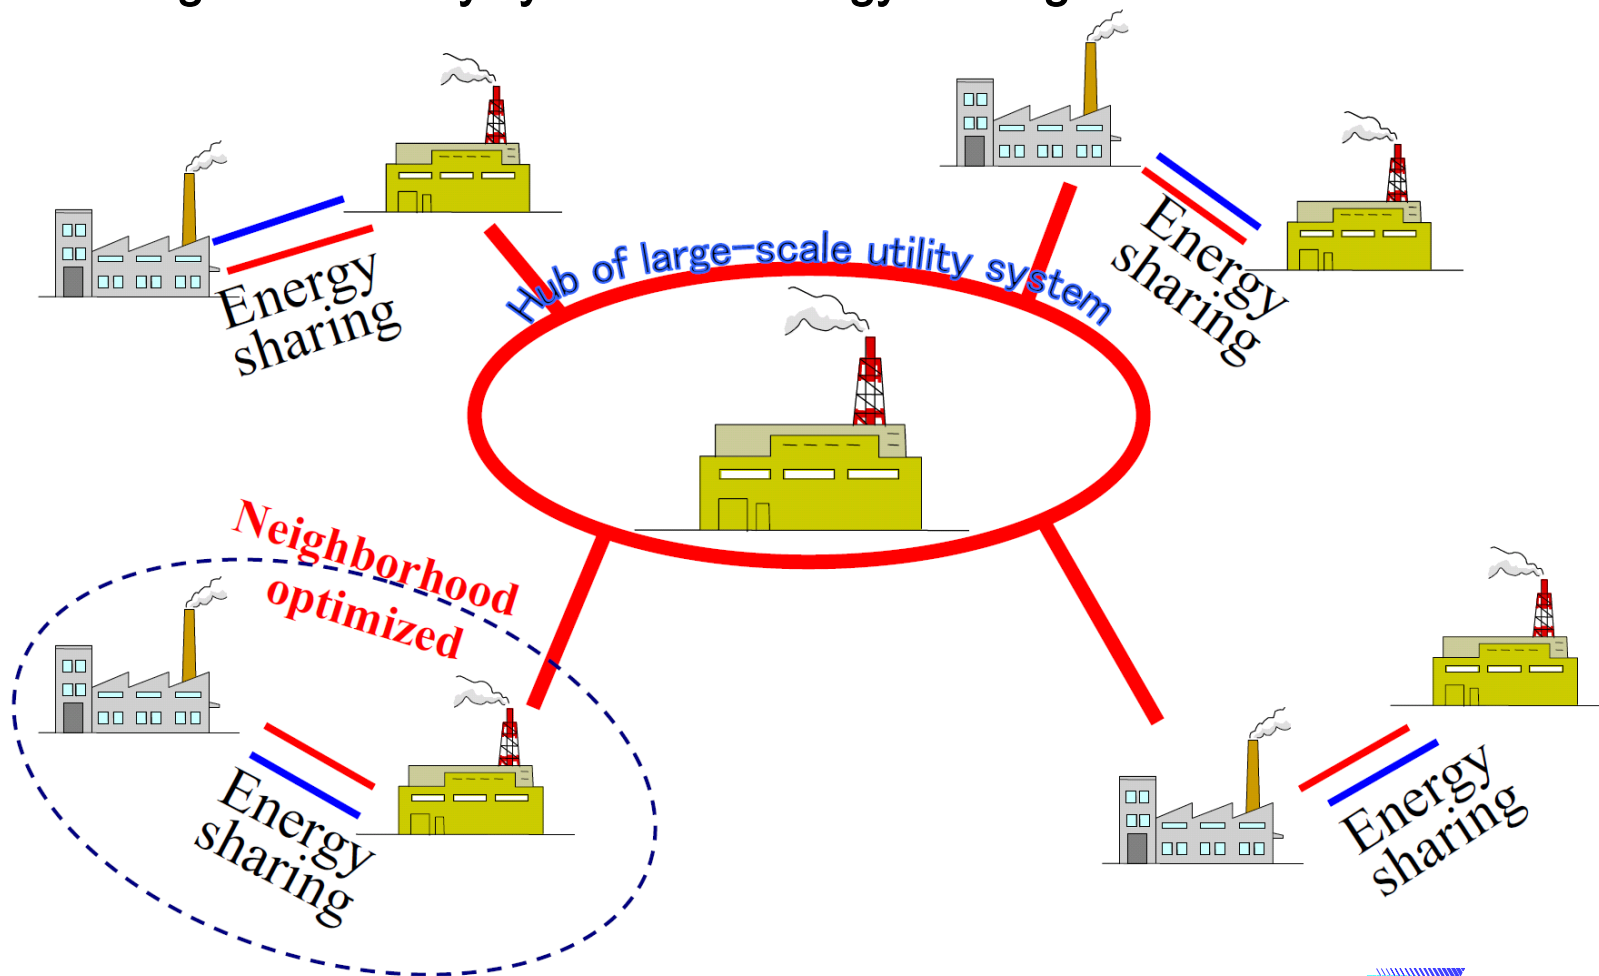 Hub of large-scale utility system
Energy
sharing
Energy
sharing
Neighborhood
optimized
Energy
sharing
Energy
sharing